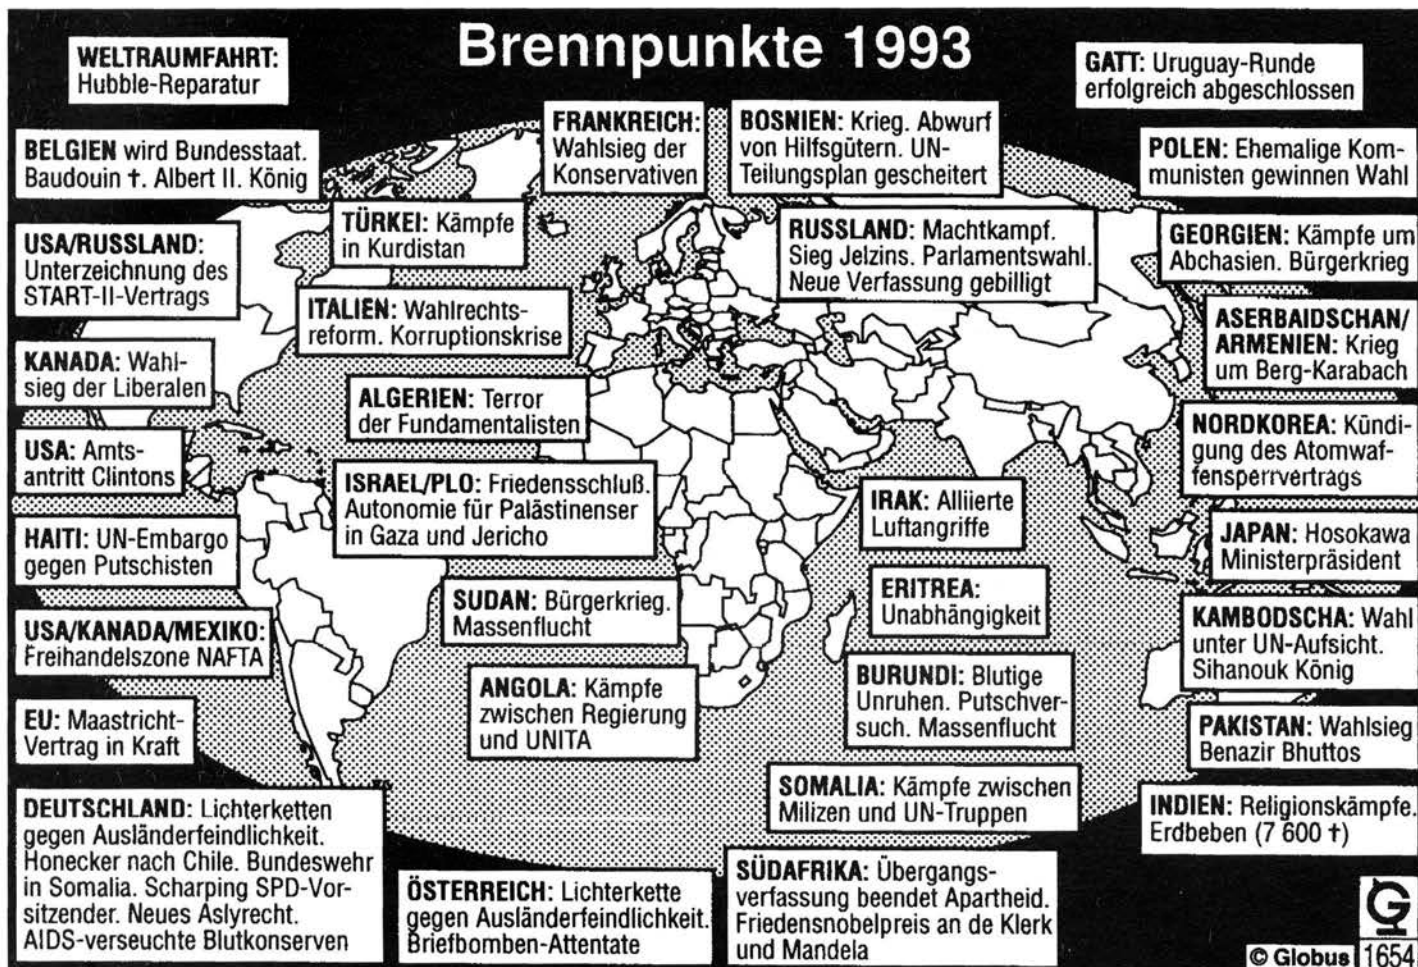 Brennpunkte 1993
WELTRAUMFAHRT:
Hubble-Reparatur
GATT: Uruguay-Runde
erfolgreich abgeschlossen
BELGIEN wird Bundesstaat.
Baudouin †. Albert II. König
FRANKREICH:
Wahlsieg der
Konservativen
BOSNIEN: Krieg. Abwurf
von Hilfsgütern. UN-
Teilungsplan gescheitert
POLEN: Ehemalige Kom-
munisten gewinnen Wahl
USA/RUSSLAND:
Unterzeichnung des
START-II-Vertrags
TÜRKEI: Kämpfe
in Kurdistan
RUSSLAND: Machtkampf.
Sieg Jelzins. Parlamentswahl.
Neue Verfassung gebilligt
GEORGIEN: Kämpfe um
Abchasien. Bürgerkrieg
ITALIEN: Wahlrechts-
reform. Korruptionskrise
ASERBAIDSCHAN/
ARMENIEN: Krieg
um Berg-Karabach
KANADA: Wahl-
sieg der Liberalen
ALGERIEN: Terror
der Fundamentalisten
NORDKOREA: Kündi-
gung des Atomwaf-
fensperrvertrags
USA: Amts-
antritt Clintons
ISRAEL/PLO: Friedensschluß.
Autonomie für Palästinenser
in Gaza und Jericho
IRAK: Alliierte
Luftangriffe
HAITI: UN-Embargo
gegen Putschisten
JAPAN: Hosokawa
Ministerpräsident
SUDAN: Bürgerkrieg.
Massenflucht
ERITREA:
Unabhängigkeit
USA/KANADA/MEXIKO:
Freihandelszone NAFTA
KAMBODSCHA: Wahl
unter UN-Aufsicht.
Sihanouk König
ANGOLA: Kämpfe
zwischen Regierung
und UNITA
BURUNDI: Blutige
Unruhen. Putschver-
such. Massenflucht
EU: Maastricht-
Vertrag in Kraft
PAKISTAN: Wahlsieg
Benazir Bhuttos
SOMALIA: Kämpfe zwischen
Milizen und UN-Truppen
INDIEN: Religionskämpfe.
Erdbeben (7 600 †)
DEUTSCHLAND: Lichterketten
gegen Ausländerfeindlichkeit.
Honecker nach Chile. Bundeswehr
in Somalia. Scharping SPD-Vor-
sitzender. Neues Aslyrecht.
AIDS-verseuchte Blutkonserven
ÖSTERREICH: Lichterkette
gegen Ausländerfeindlichkeit.
Briefbomben-Attentate
SÜDAFRIKA: Übergangs-
verfassung beendet Apartheid.
Friedensnobelpreis an de Klerk
und Mandela
© Globus 1654